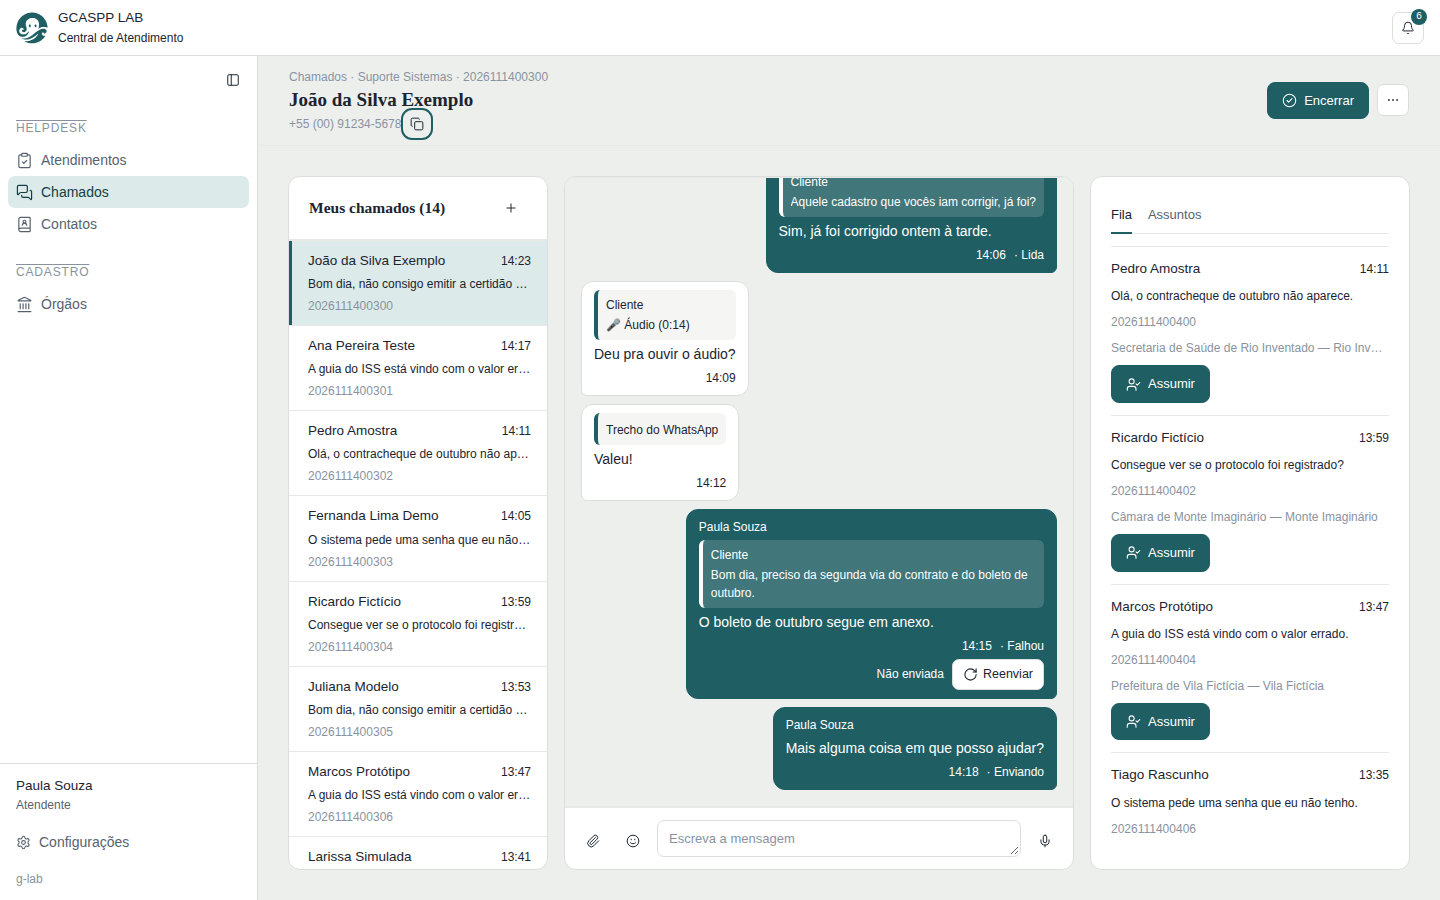 GCASPP LAB
Central de Atendimento
6
HELPDESK
Atendimentos
Chamados
Contatos
CADASTRO
Órgãos
Paula Souza
Atendente
Configurações
g-lab
Chamados · Suporte Sistemas · 2026111400300
João da Silva Exemplo
+55 (00) 91234-5678
Encerrar
Meus chamados (14)
João da Silva Exemplo 14:23
Bom dia, não consigo emitir a certidão …
2026111400300
Ana Pereira Teste 14:17
A guia do ISS está vindo com o valor er…
2026111400301
Pedro Amostra 14:11
Olá, o contracheque de outubro não ap…
2026111400302
Fernanda Lima Demo 14:05
O sistema pede uma senha que eu não…
2026111400303
Ricardo Fictício 13:59
Consegue ver se o protocolo foi registr…
2026111400304
Juliana Modelo 13:53
Bom dia, não consigo emitir a certidão …
2026111400305
Marcos Protótipo 13:47
A guia do ISS está vindo com o valor er…
2026111400306
Larissa Simulada 13:41
Cliente
Aquele cadastro que vocês iam corrigir, já foi?
Sim, já foi corrigido ontem à tarde.
14:06 · Lida
Cliente
🎤 Áudio (0:14)
Deu pra ouvir o áudio?
14:09
Trecho do WhatsApp
Valeu!
14:12
Paula Souza
Cliente
Bom dia, preciso da segunda via do contrato e do boleto de
outubro.
O boleto de outubro segue em anexo.
14:15 · Falhou
Não enviada Reenviar
Paula Souza
Mais alguma coisa em que posso ajudar?
14:18 · Enviando
Escreva a mensagem
Fila Assuntos
Pedro Amostra 14:11
Olá, o contracheque de outubro não aparece.
2026111400400
Secretaria de Saúde de Rio Inventado — Rio Inv…
Assumir
Ricardo Fictício 13:59
Consegue ver se o protocolo foi registrado?
2026111400402
Câmara de Monte Imaginário — Monte Imaginário
Assumir
Marcos Protótipo 13:47
A guia do ISS está vindo com o valor errado.
2026111400404
Prefeitura de Vila Fictícia — Vila Fictícia
Assumir
Tiago Rascunho 13:35
O sistema pede uma senha que eu não tenho.
2026111400406